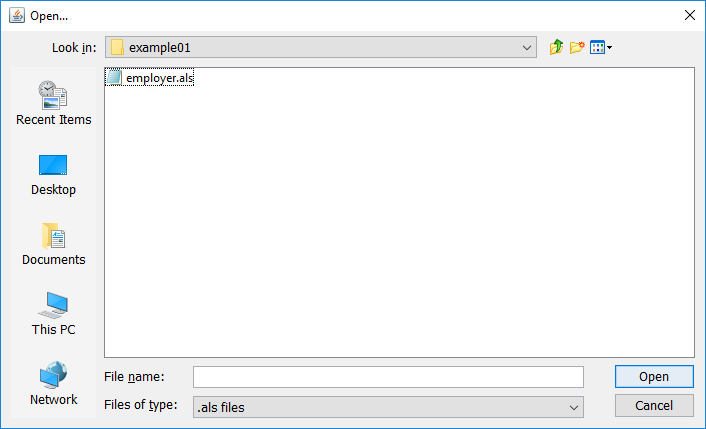 Open...
Look in: example01
employer.als
Recent Items
Desktop
Documents
This PC
Network
File name:
Open
Files of type: .als files
Cancel